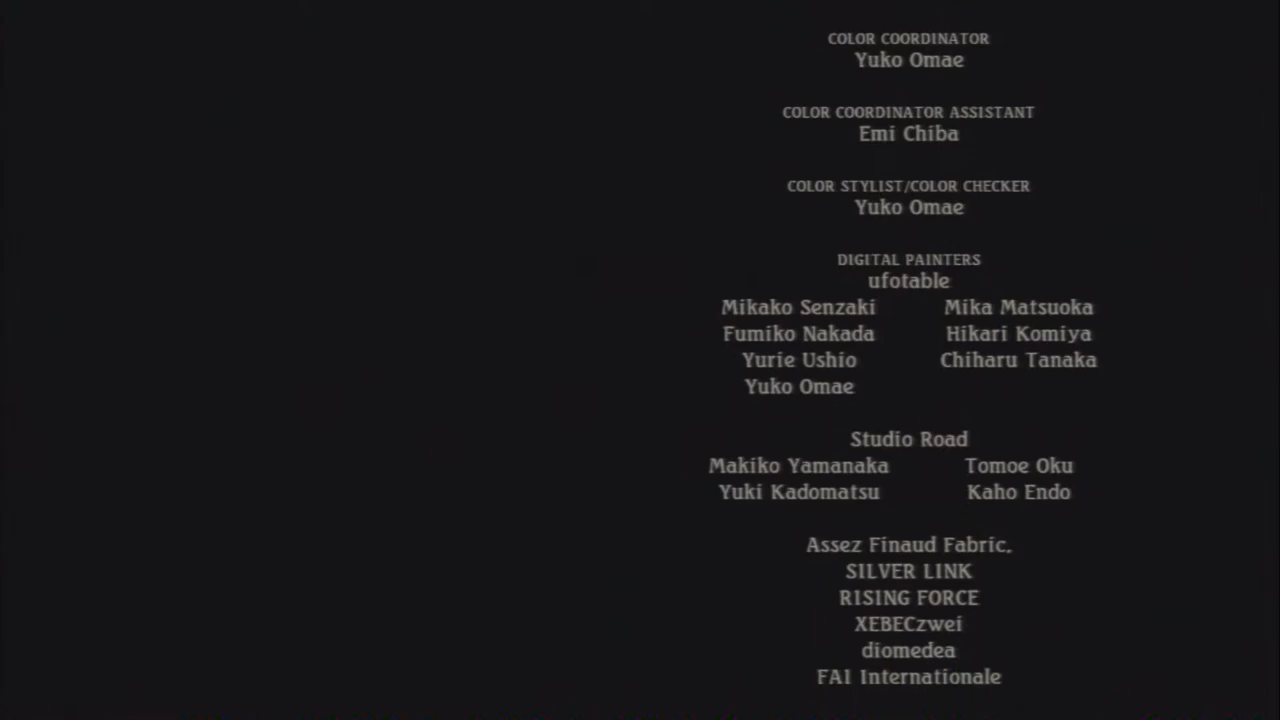 COLOR COORDINATOR
Yuko Omae
COLOR COORDINATOR ASSISTANT
Emi Chiba
COLOR STYLIST/COLOR CHECKER
Yuko Omae
DIGITAL PAINTERS
ufotable
Mikako Senzaki Mika Matsuoka
Fumiko Nakada Hikari Komiya
Yurie Ushio Chiharu Tanaka
Yuko Omae
Studio Road
Makiko Yamanaka Tomoe Oku
Yuki Kadomatsu Kaho Endo
Assez Finaud Fabric.
SILVER LINK
RISING FORCE
XEBECzwei
diomedea
FAI Internationale